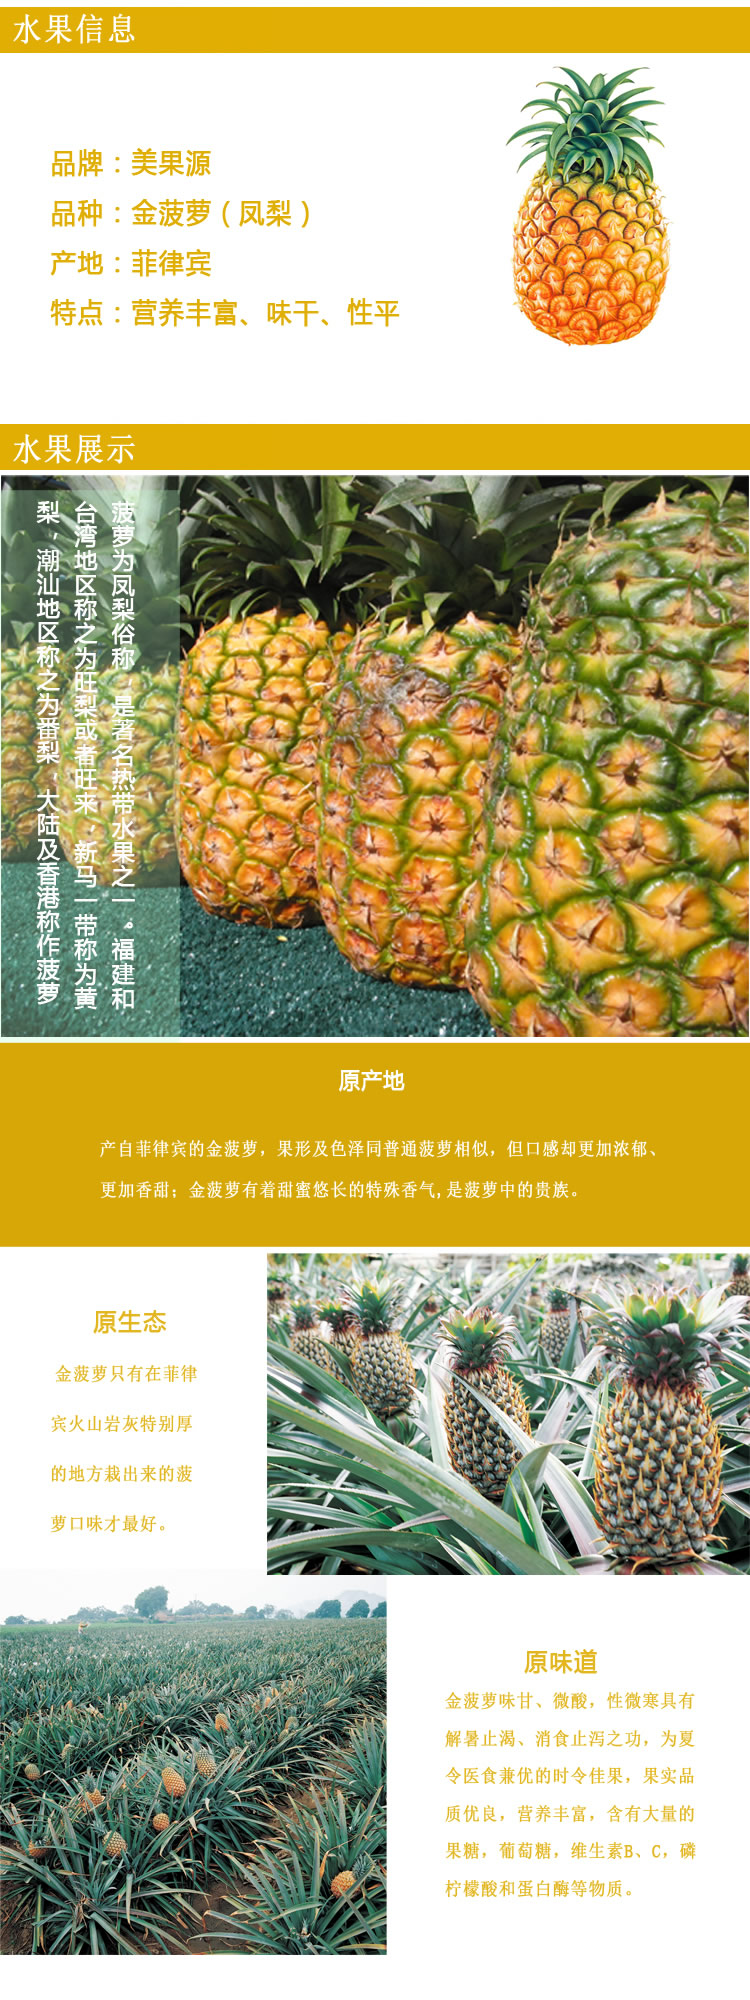 水果信息
品牌：美果源
品种：金菠萝（凤梨）
产地：菲律宾
特点：营养丰富、味干、性平
水果展示
菠萝为凤梨俗称，是著名热带水果之一。福建和
台湾地区称之为旺梨或者旺来，新马一带称为黄
梨，潮汕地区称之为番梨，大陆及香港称作菠萝
原产地
产自菲律宾的金菠萝，果形及色泽同普通菠萝相似，但口感却更加浓郁、
更加香甜；金菠萝有着甜蜜悠长的特殊香气,是菠萝中的贵族。
原生态
金菠萝只有在菲律
宾火山岩灰特别厚
的地方栽出来的菠
萝口味才最好。
原味道
金菠萝味甘、微酸，性微寒具有
解暑止渴、消食止泻之功，为夏
令医食兼优的时令佳果，果实品
质优良，营养丰富，含有大量的
果糖，葡萄糖，维生素B、C，磷
柠檬酸和蛋白酶等物质。